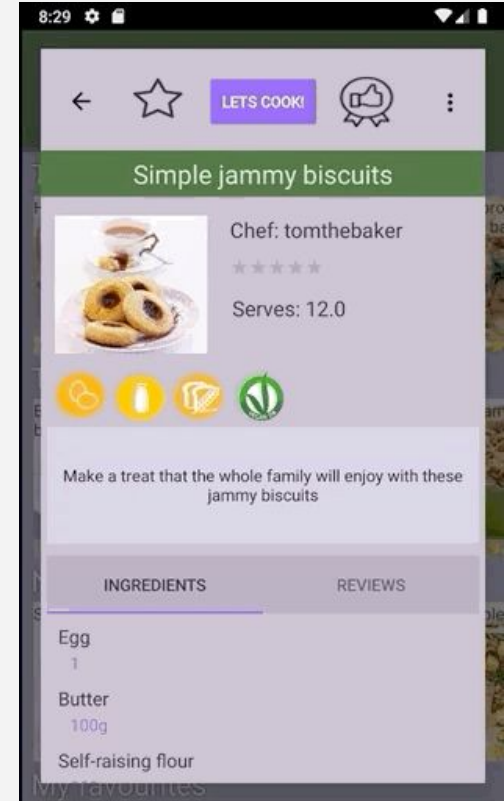 8:29
LETS COOK!
Simple jammy biscuits
Chef: tomthebaker
Serves: 12.0
Make a treat that the whole family will enjoy with these
jammy biscuits
INGREDIENTS
REVIEWS
Egg
1
Butter
100g
Self-raising flour
My favourites